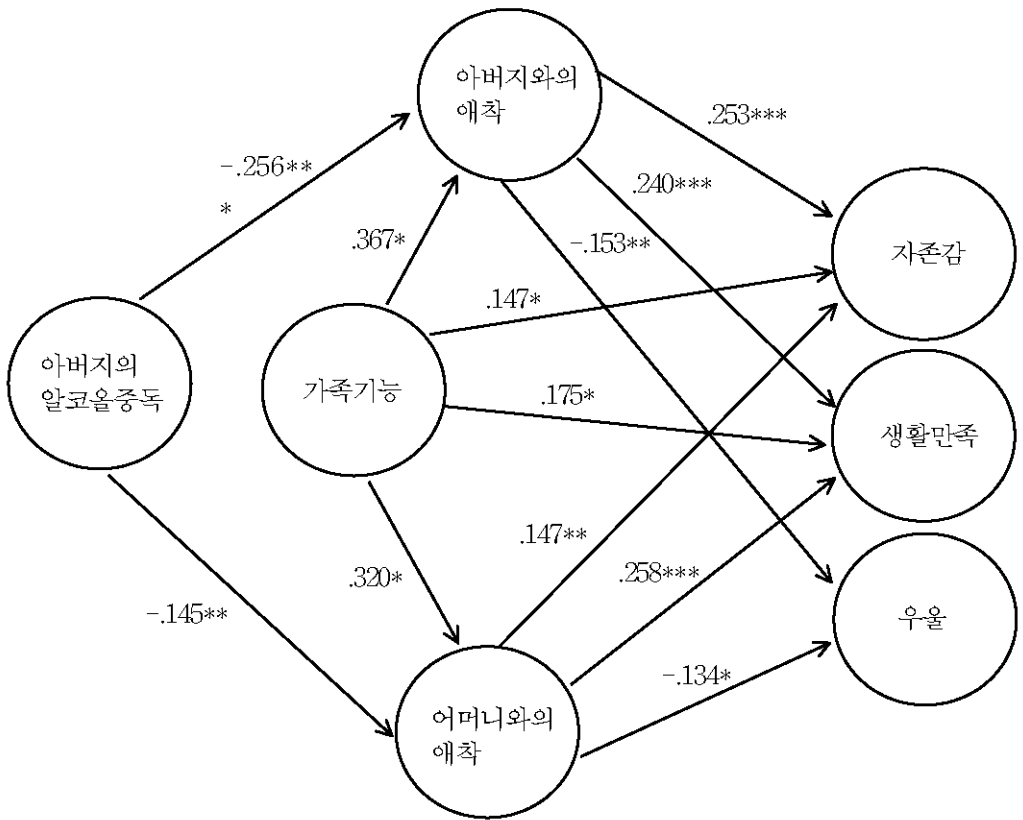 아버지와의
애착
.253***
-.256**
*
.240***
.367*
-.153**
자존감
.147*
아버지의
알코올중독
가족기능
.175*
생활만족
.147**
.258***
.320*
-.145**
우울
-.134*
어머니와의
애착